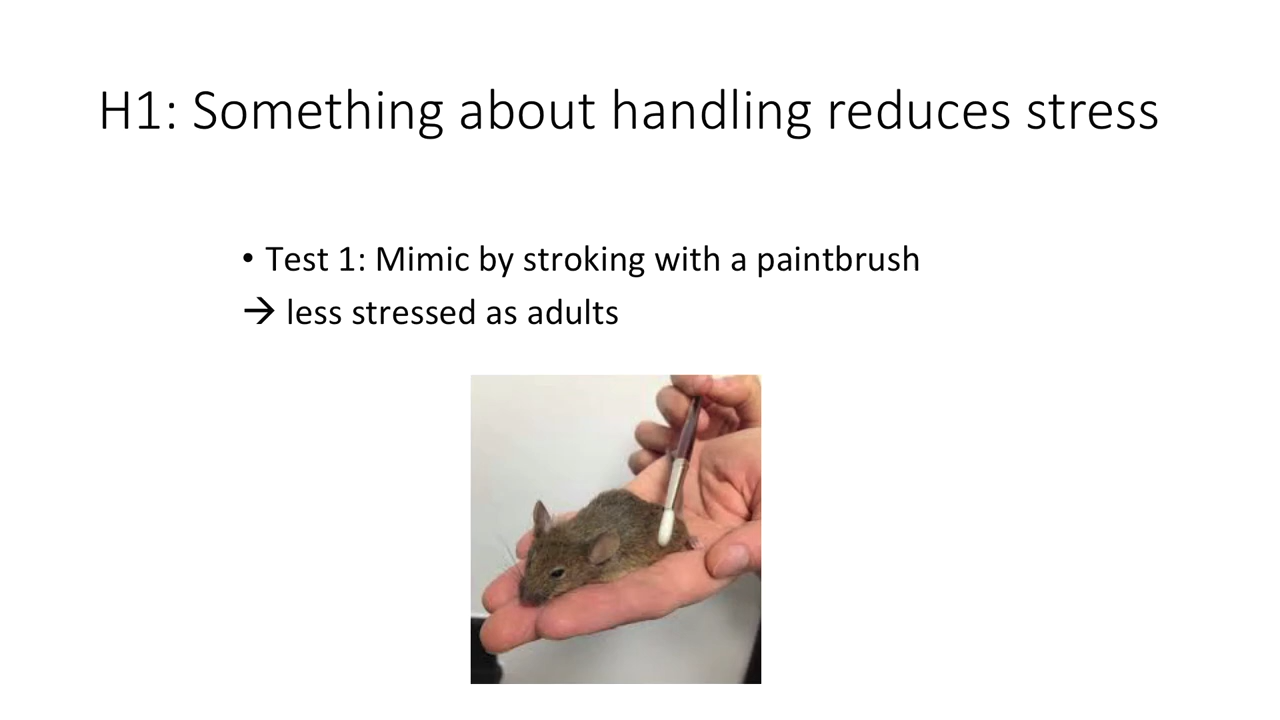 H1: Something about handling reduces stress
• Test 1: Mimic by stroking with a paintbrush
→ less stressed as adults